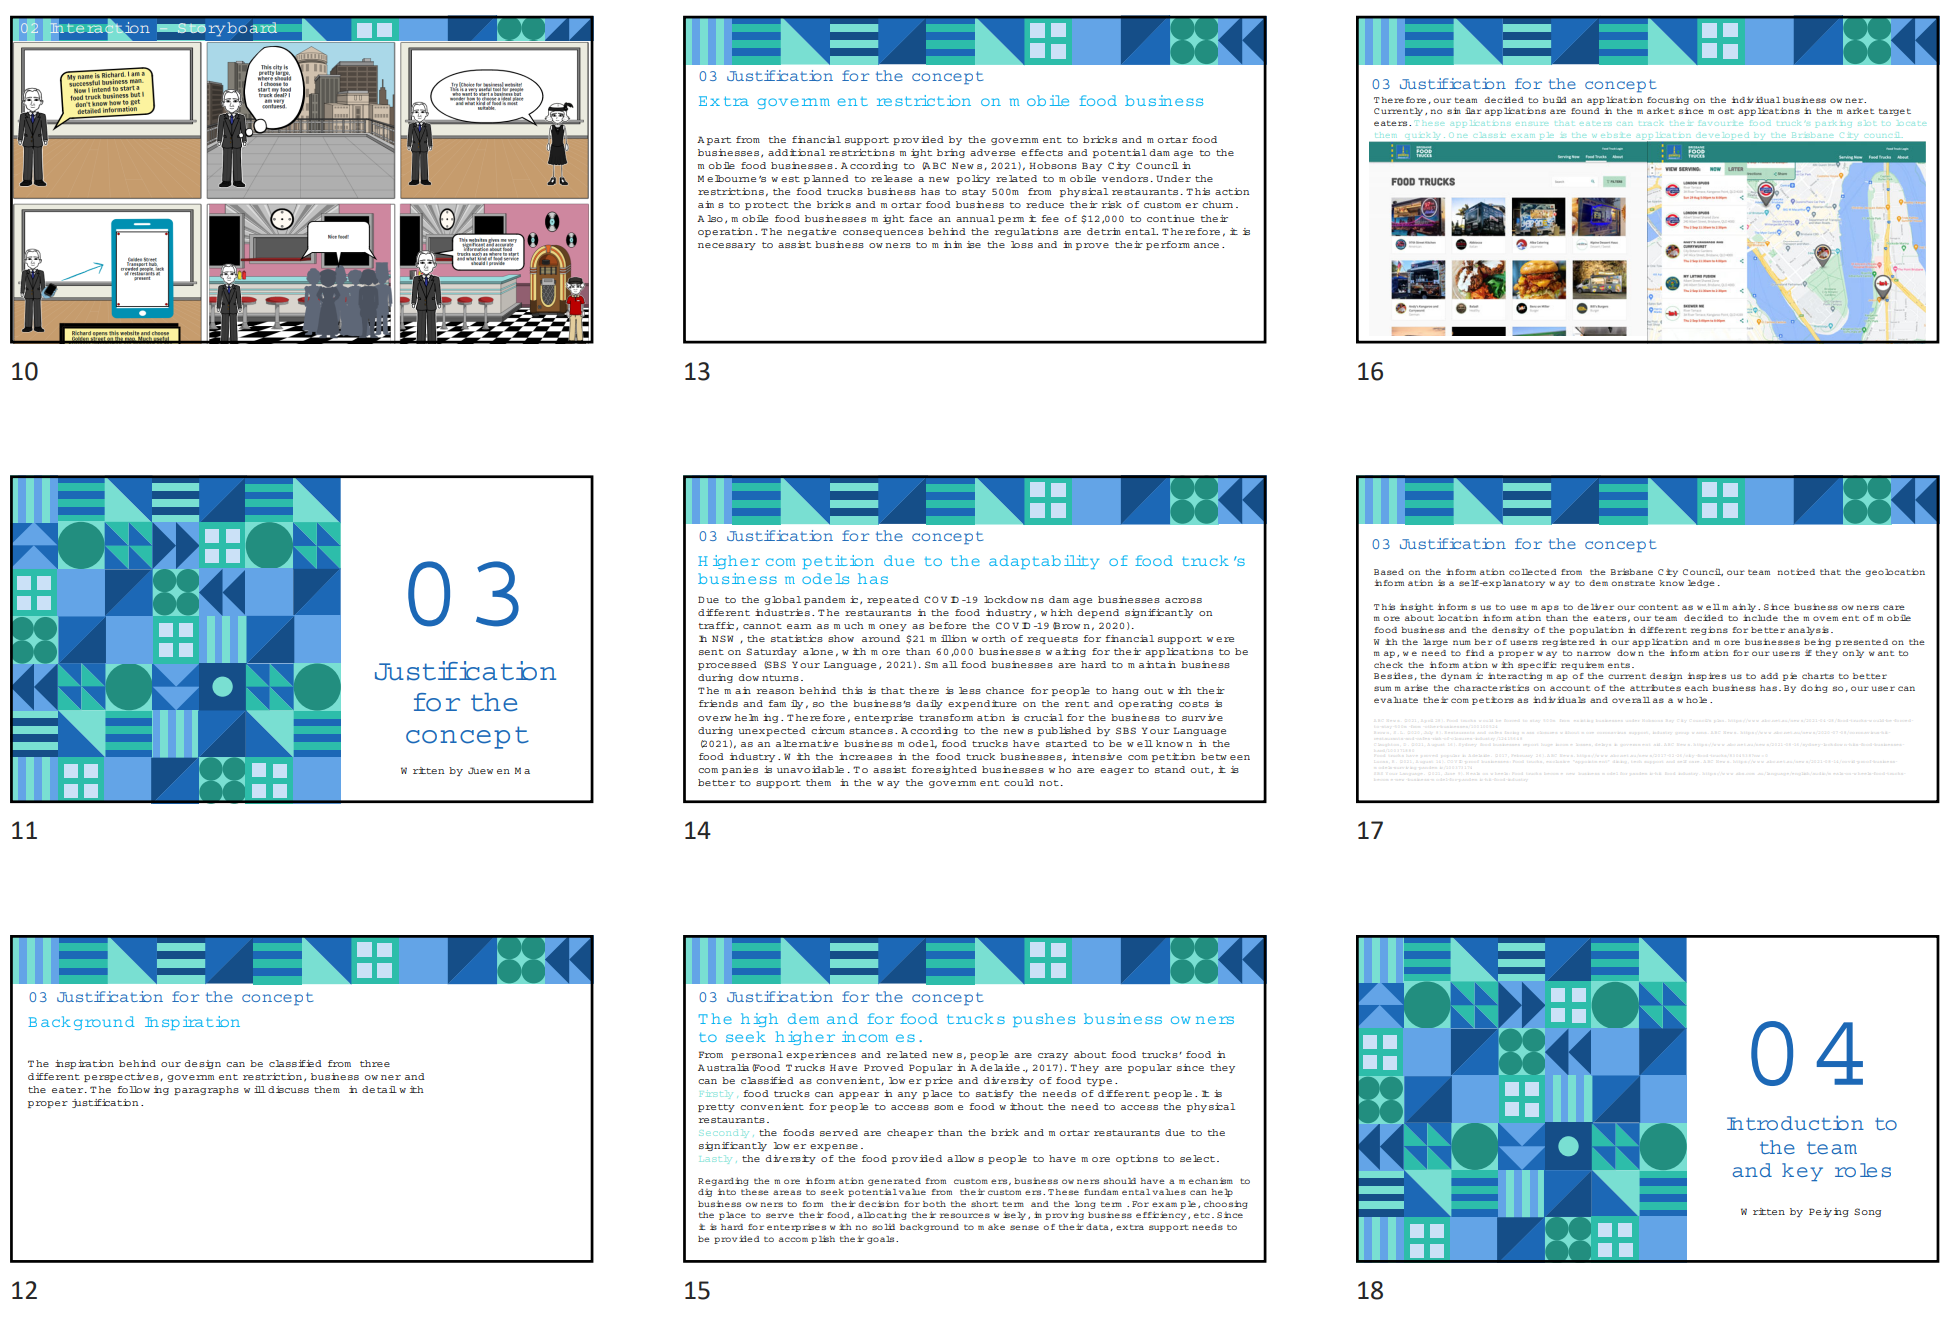 02 Interaction – Storyboard
My name is Richard. I am a
successful business man.
Now I intend to start a
food truck business but I
don't know how to get
detailed information
This city is
pretty large,
where should
I choose to
start my food
truck deal? I
am very
confused.
Try [Choice for business] website!
This is a very useful tool for people
who want to start a business but
wonder how to choose a ideal place
and what kind of food is most
suitable.
Golden Street
Transport hub,
crowded people, lack
of restaurants at
present
Richard opens this website and choose
Golden street on the map. Much useful
Nice food!
This websites gives me very
significant and accurate
information about food
trucks such as where to start
and what kind of food service
should I provide
10
03
Justification
for the
concept
Written by Juewen Ma
11
03 Justification for the concept
Background Inspiration
The inspiration behind our design can be classified from three
different perspectives, government restriction, business owner and
the eater. The following paragraphs will discuss them in detail with
proper justification.
12
03 Justification for the concept
Extra government restriction on mobile food business
Apart from the financial support provided by the government to bricks and mortar food
businesses, additional restrictions might bring adverse effects and potential damage to the
mobile food businesses. According to (ABC News, 2021), Hobsons Bay City Council in
Melbourne's west planned to release a new policy related to mobile vendors. Under the
restrictions, the food trucks business has to stay 500m from physical restaurants. This action
aims to protect the bricks and mortar food business to reduce their risk of customer churn.
Also, mobile food businesses might face an annual permit fee of $12,000 to continue their
operation. The negative consequences behind the regulations are detrimental. Therefore, it is
necessary to assist business owners to minimise the loss and improve their performance.
13
03 Justification for the concept
Higher competition due to the adaptability of food truck's
business models has
Due to the global pandemic, repeated COVID-19 lockdowns damage businesses across
different industries. The restaurants in the food industry, which depend significantly on
traffic, cannot earn as much money as before the COVID-19 (Brown, 2020).
In NSW, the statistics show around $21 million worth of requests for financial support were
sent on Saturday alone, with more than 60,000 businesses waiting for their applications to be
processed (SBS Your Language, 2021). Small food businesses are hard to maintain business
during downturns.
The main reason behind this is that there is less chance for people to hang out with their
friends and family, so the business's daily expenditure on the rent and operating costs is
overwhelming. Therefore, enterprise transformation is crucial for the business to survive
during unexpected circumstances. According to the news published by SBS Your Language
(2021), as an alternative business model, food trucks have started to be well known in the
food industry. With the increases in the food truck businesses, intensive competition between
companies is unavoidable. To assist foresighted businesses who are eager to stand out, it is
better to support them in the way the government could not.
14
03 Justification for the concept
The high demand for food trucks pushes business owners
to seek higher incomes.
From personal experiences and related news, people are crazy about food trucks' food in
Australia(Food Trucks Have Proved Popular in Adelaide., 2017). They are popular since they
can be classified as convenient, lower price and diversity of food type.
Firstly, food trucks can appear in any place to satisfy the needs of different people. It is
pretty convenient for people to access some food without the need to access the physical
restaurants.
Secondly, the foods served are cheaper than the brick and mortar restaurants due to the
significantly lower expense.
Lastly, the diversity of the food provided allows people to have more options to select.
Regarding the more information generated from customers, business owners should have a mechanism to
dig into these areas to seek potential value from their customers. These fundamental values can help
business owners to form their decision for both the short term and the long term. For example, choosing
the place to serve their food, allocating their resources wisely, improving business efficiency, etc. Since
it is hard for enterprises with no solid background to make sense of their data, extra support needs to
be provided to accomplish their goals.
15
03 Justification for the concept
Therefore, our team decided to build an application focusing on the individual business owner.
Currently, no similar applications are found in the market since most applications in the market target
eaters. These applications ensure that eaters can track their favourite food truck's parking slot to locate
them quickly. One classic example is the website application developed by the Brisbane City council.
BRISBANE
FOOD
TRUCKS
Food Truck Login
Serving Now Food Trucks About
FOOD TRUCKS
Search
FILTERS
BRISBANE
FOOD
TRUCKS
Food Truck Login
Serving Now Food Trucks About
VIEW SERVING: NOW LATER
LONDON SPUDS
LONDON SPUDS
MY LOTUS FUSION
16
03 Justification for the concept
Based on the information collected from the Brisbane City Council, our team noticed that the geolocation
information is a self-explanatory way to demonstrate knowledge.
This insight informs us to use maps to deliver our content as well mainly. Since business owners care
more about location information than the eaters, our team decided to include the movement of mobile
food business and the density of the population in different regions for better analysis.
With the large number of users registered in our application and more businesses being presented on the
map, we need to find a proper way to narrow down the information for our users if they only want to
check the information with specific requirements.
Besides, the dynamic interacting map of the current design inspires us to add pie charts to better
summarise the characteristics on account of the attributes each business has. By doing so, our user can
evaluate their competitors as individuals and overall as a whole.
17
04
Introduction to
the team
and key roles
Written by Peiying Song
18